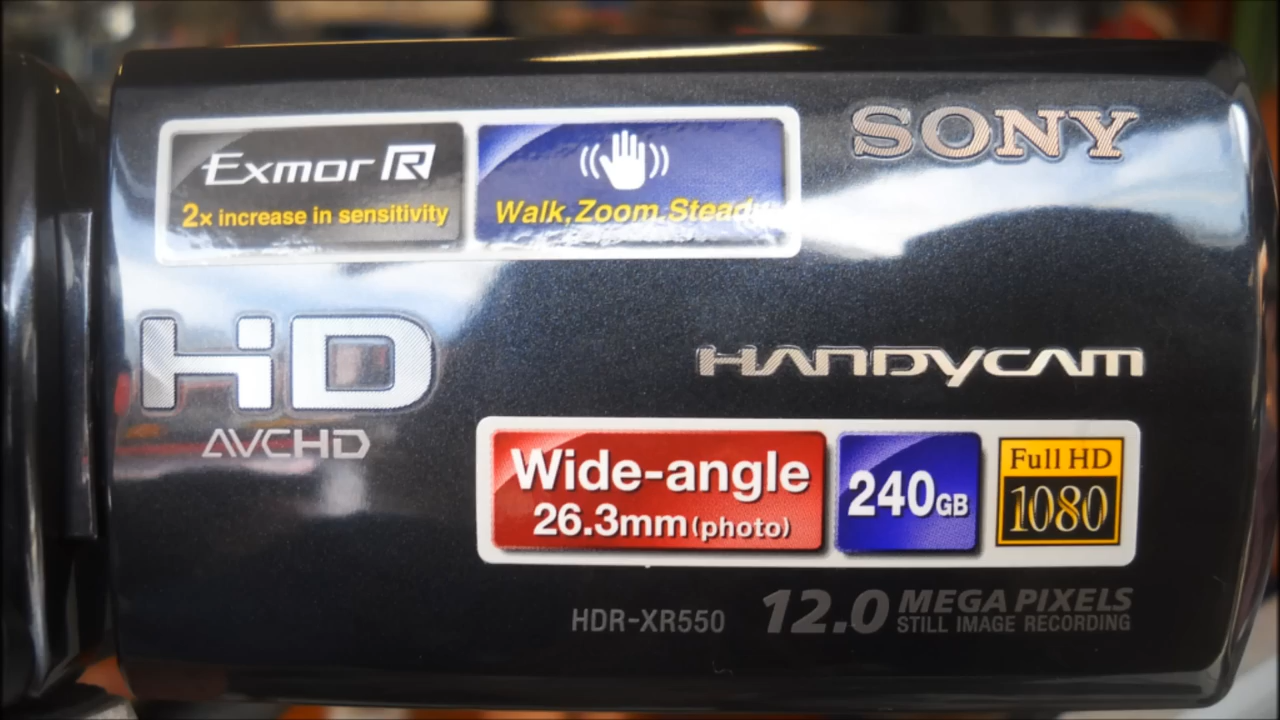 SONY
Exmor R
2x increase in sensitivity
Walk,Zoom,Steady
HD
AVCHD
HANDYCAM
Wide-angle
26.3mm(photo)
240GB
Full HD
1080
HDR-XR550
12.0 MEGA PIXELS
STILL IMAGE RECORDING